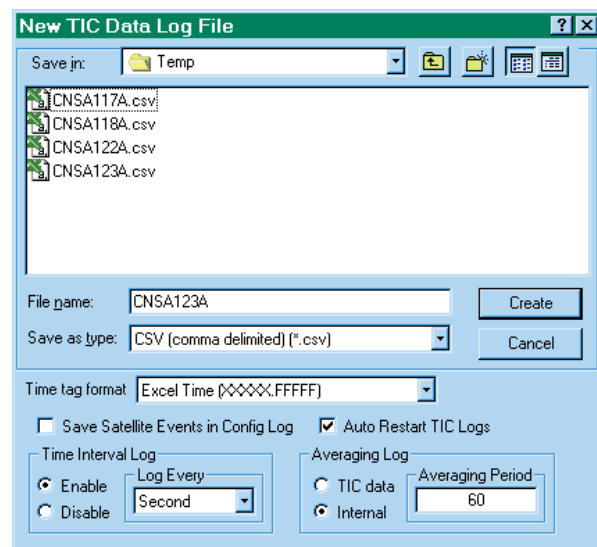 New TIC Data Log File
Save in: Temp
CNSA117A.csv
CNSA118A.csv
CNSA122A.csv
CNSA123A.csv
File name: CNSA123A Create
Save as type: CSV (comma delimited) (*.csv) Cancel
Time tag format Excel Time (XXXXX.FFFFF)
Save Satellite Events in Config Log Auto Restart TIC Logs
Time Interval Log Averaging Log
Log Every Averaging Period
Enable Second TIC data 60
Disable Internal